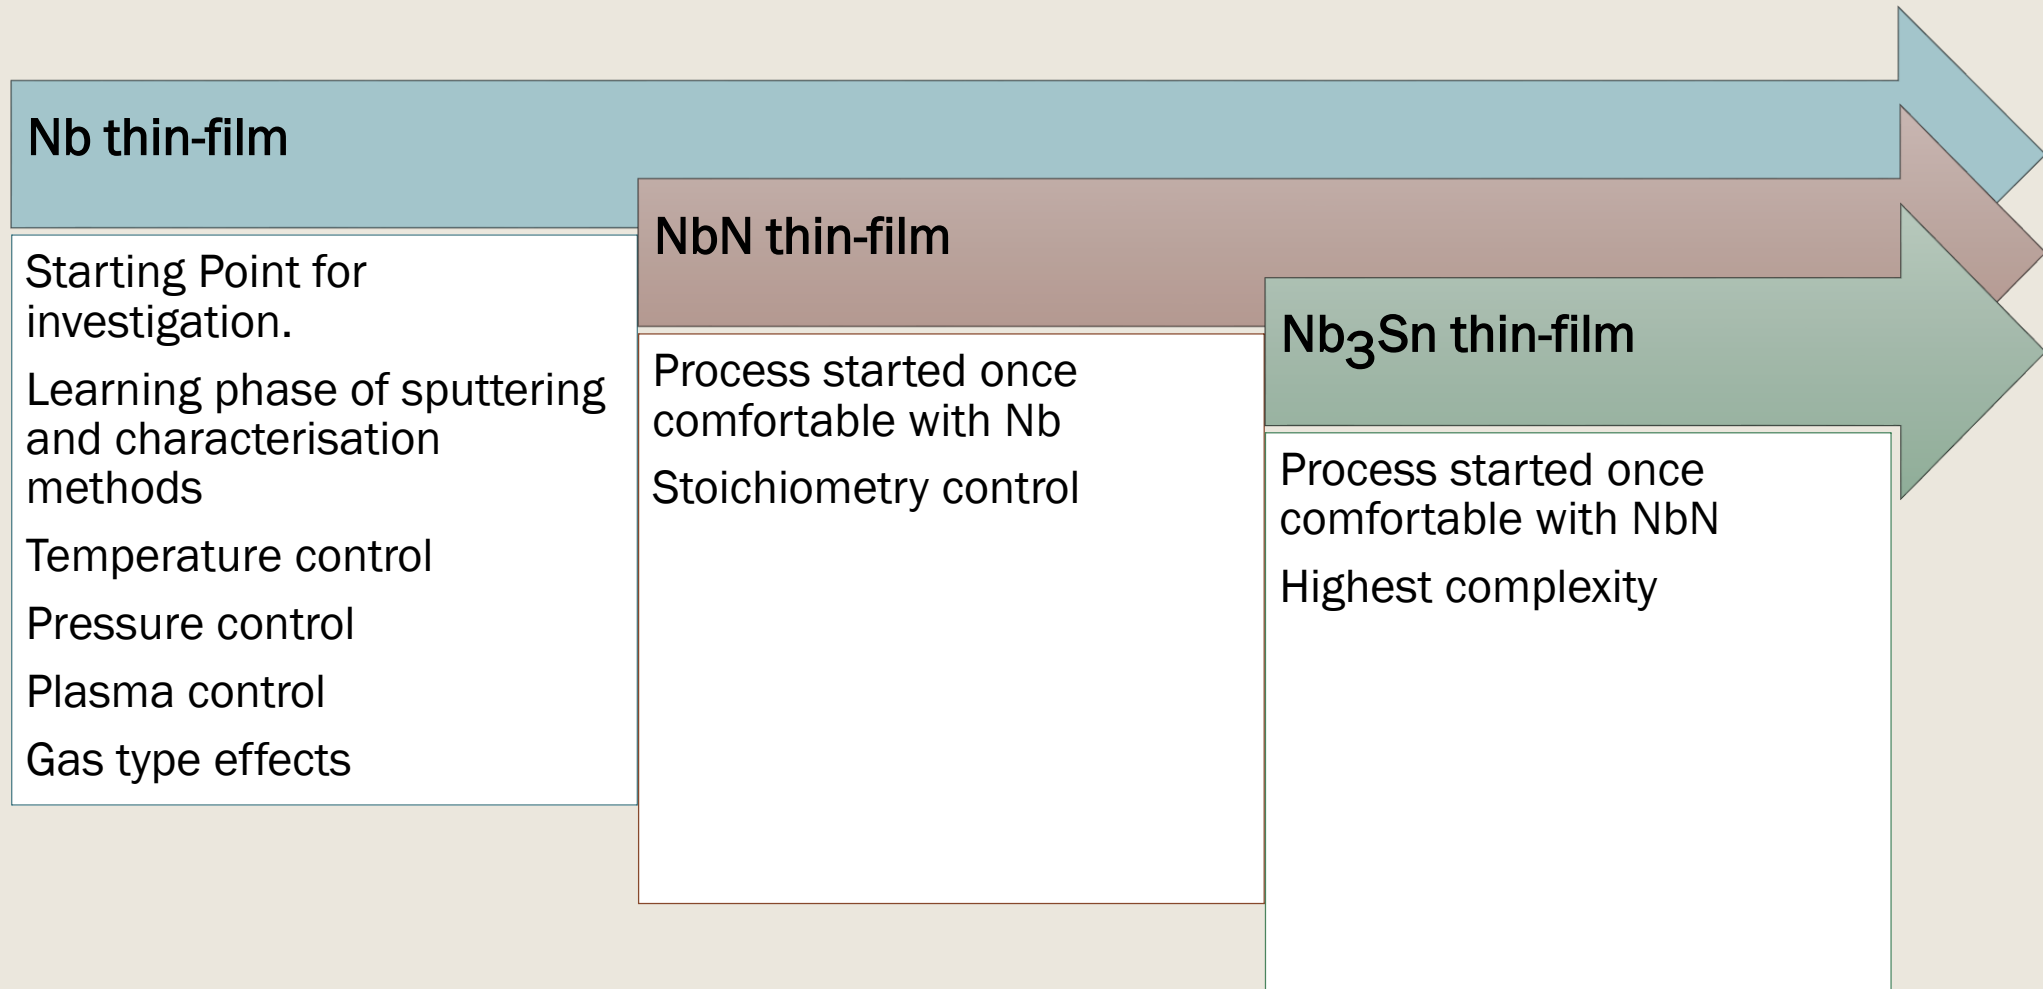 Nb thin-film
Starting Point for
investigation.
Learning phase of sputtering
and characterisation
methods
Temperature control
Pressure control
Plasma control
Gas type effects
NbN thin-film
Process started once
comfortable with Nb
Stoichiometry control
Nb₃Sn thin-film
Process started once
comfortable with NbN
Highest complexity